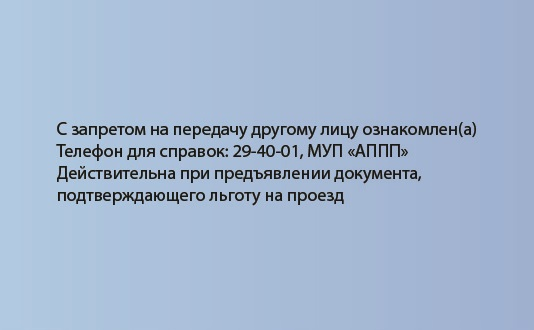 С запретом на передачу другому лицу ознакомлен(а)
Телефон для справок: 29-40-01, МУП «АППП»
Действительна при предъявлении документа,
подтверждающего льготу на проезд